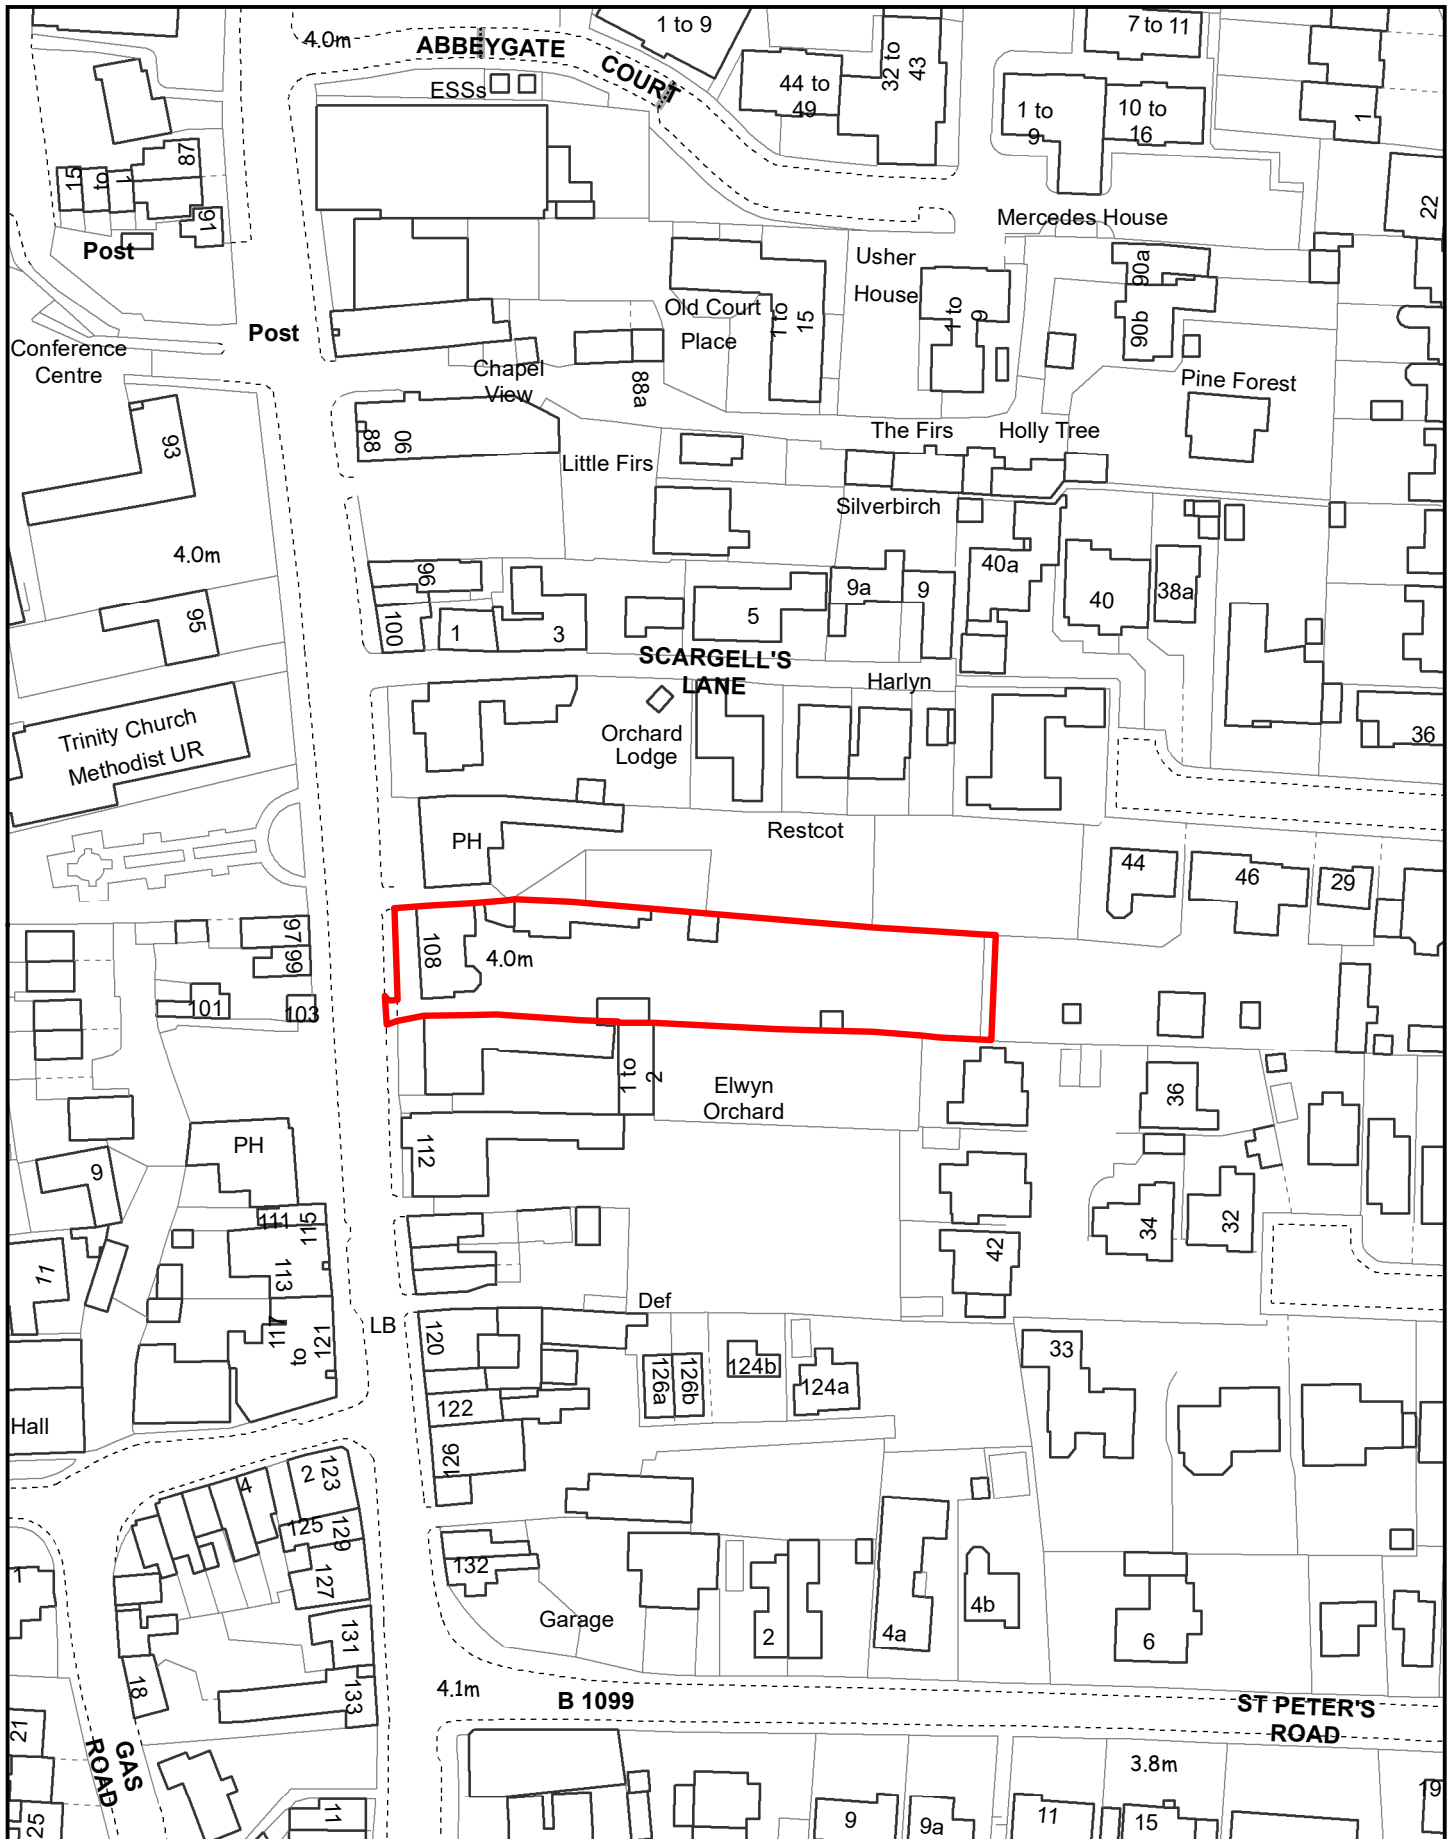 4.0m
ABBEYGATE
COURT
1 to 9
7 to 11
ESSs
44 to
49
32 to
43
1 to
9
10 to
16
1
15
to
87
91
Post
22
Mercedes House
Usher
House
1 to
9
90a
90b
Old Court
Place
1 to
15
Post
Conference
Centre
Chapel
View
88a
Pine Forest
93
88
90
Little Firs
The Firs
Holly Tree
Silverbirch
4.0m
96
100
1
3
5
9a
9
40a
40
38a
95
SCARGELL'S
LANE
Harlyn
Trinity Church
Methodist UR
Orchard
Lodge
36
PH
Restcot
44
46
29
97
99
108
4.0m
101
103
1 to
2
Elwyn
Orchard
36
PH
112
9
111
115
34
32
42
11
113
Def
LB
117
to
121
120
126a
126b
124b
124a
33
122
Hall
126
2
123
4
125
129
127
132
1
4b
Garage
2
4a
6
131
18
133
4.1m
B 1099
ST PETER'S
ROAD
21
GAS
ROAD
3.8m
25
11
9
9a
11
15
19